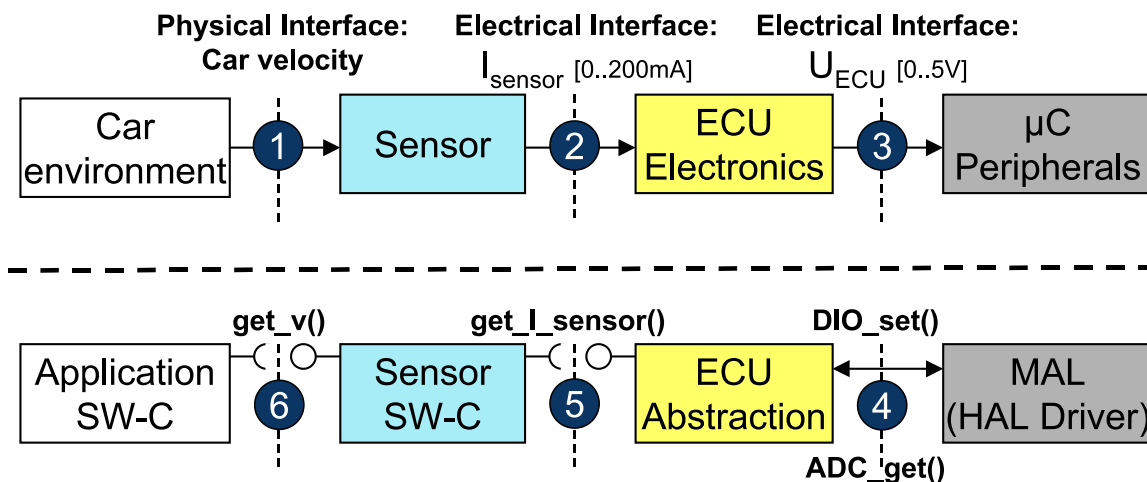 Physical Interface:
Car velocity
Electrical Interface:
I_sensor [0..200mA]
Electrical Interface:
U_ECU [0..5V]
Car
environment
1
Sensor
2
ECU
Electronics
3
µC
Peripherals
get_v()
get_I_sensor()
DIO_set()
Application
SW-C
6
Sensor
SW-C
5
ECU
Abstraction
4
MAL
(HAL Driver)
ADC_get()